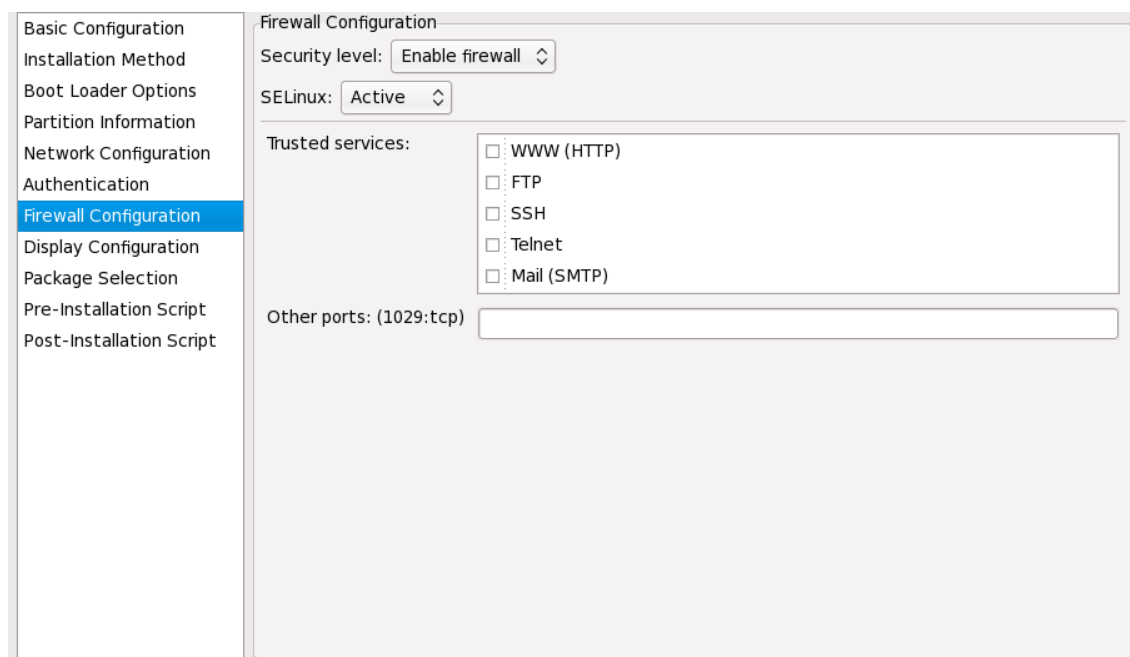 Basic Configuration
Installation Method
Boot Loader Options
Partition Information
Network Configuration
Authentication
Firewall Configuration
Display Configuration
Package Selection
Pre-Installation Script
Post-Installation Script
Firewall Configuration
Security level: Enable firewall
SELinux: Active
Trusted services:
WWW (HTTP)
FTP
SSH
Telnet
Mail (SMTP)
Other ports: (1029:tcp)